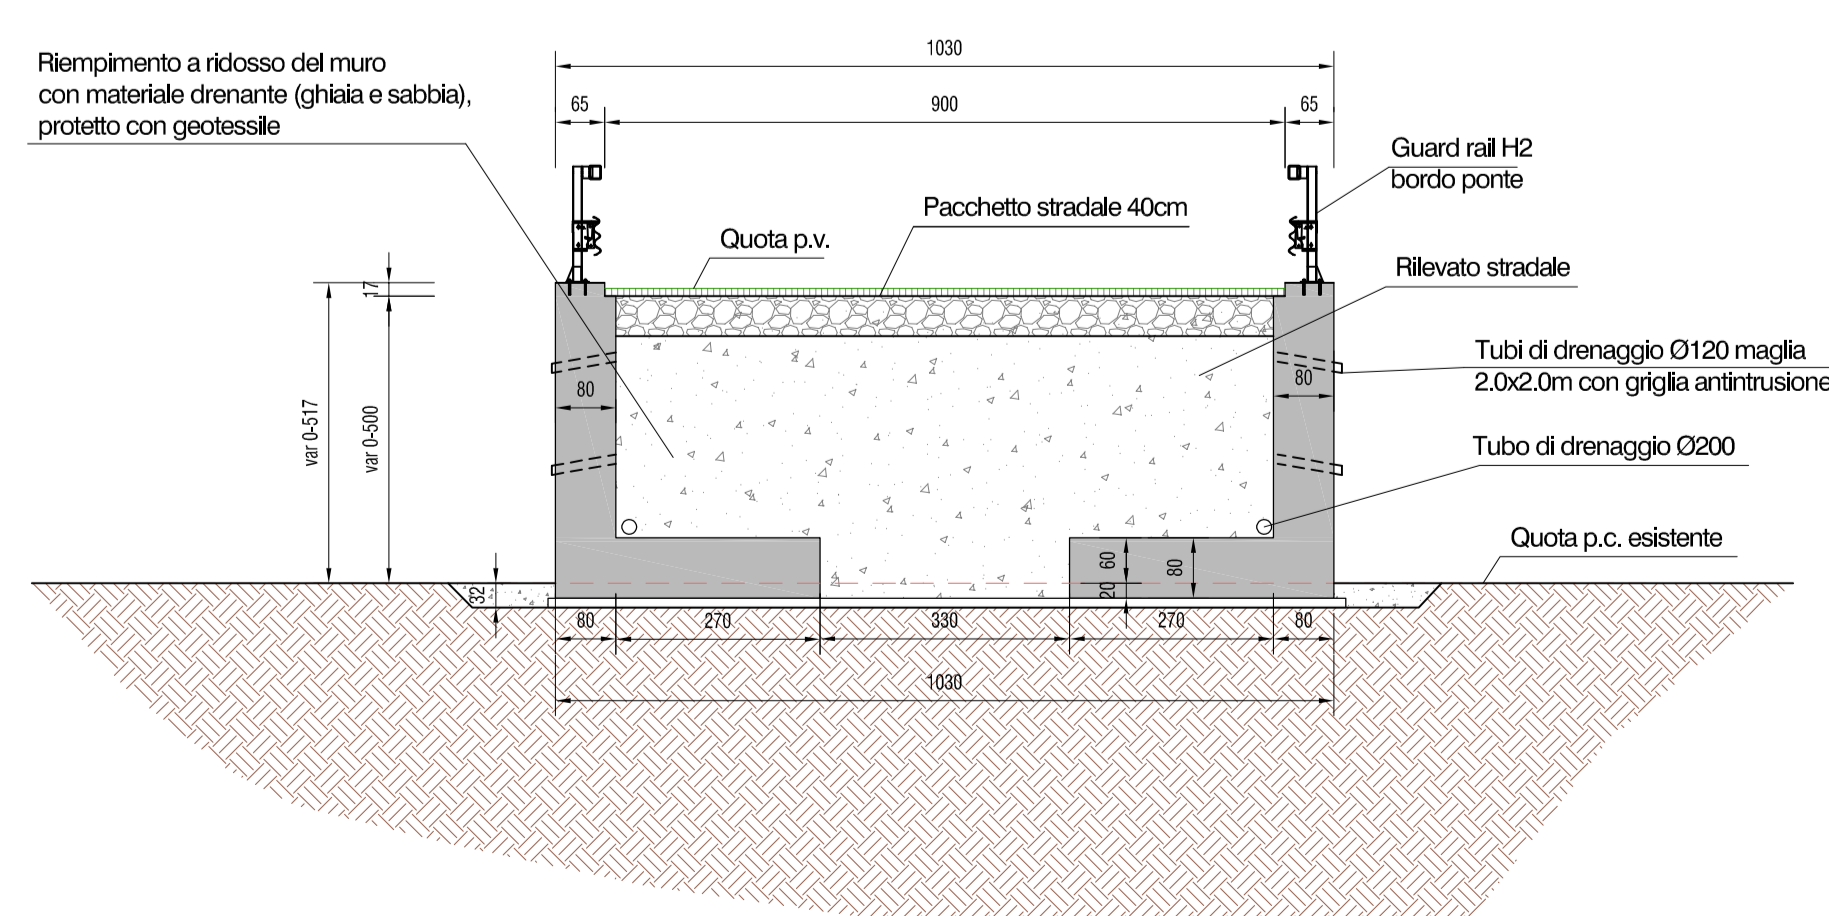 1030
Riempimento a ridosso del muro
con materiale drenante (ghiaia e sabbia),
protetto con geotessile
65
900
65
Guard rail H2
bordo ponte
Pacchetto stradale 40cm
Quota p.v.
Rilevato stradale
17
Tubi di drenaggio Ø120 maglia
2.0x2.0m con griglia antintrusione
80
80
var 0-517
var 0-500
Tubo di drenaggio Ø200
Quota p.c. esistente
60
80
20
32
80
270
330
270
80
1030